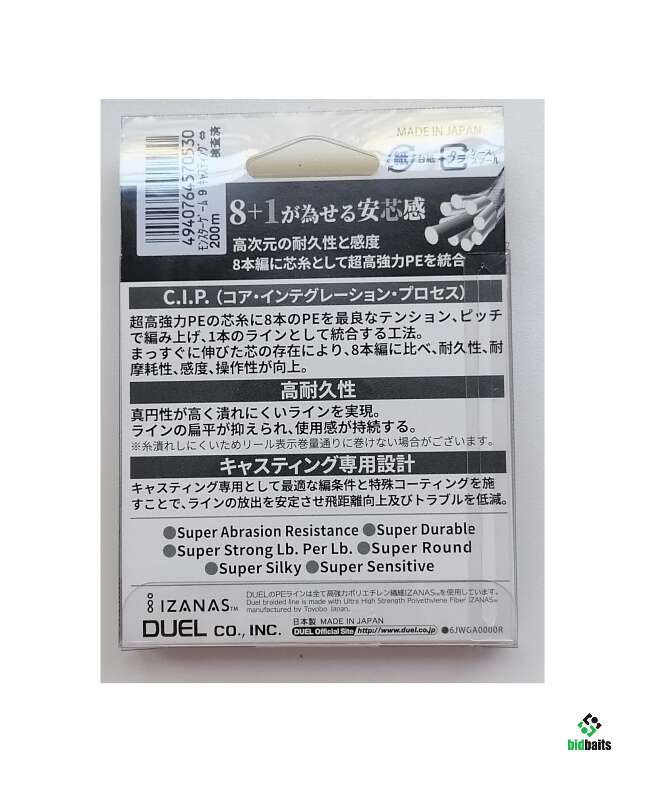 MADE IN JAPAN
紙
台紙
プラ
ケース・
スプール
4940764570530
モンスターゲーム 9 キャスティング
200m
検査済
8+1が為せる安芯感
高次元の耐久性と感度
8本編に芯糸として超高強力PEを統合
C.I.P.（コア・インテグレーション・プロセス）
超高強力PEの芯糸に8本のPEを最良なテンション、ピッチ
で編み上げ、1本のラインとして統合する工法。
まっすぐに伸びた芯の存在により、8本編に比べ、耐久性、耐
摩耗性、感度、操作性が向上。
高耐久性
真円性が高く潰れにくいラインを実現。
ラインの扁平が抑えられ、使用感が持続する。
※糸潰れしにくいためリール表示巻量通りに巻けない場合がございます。
キャスティング専用設計
キャスティング専用として最適な編条件と特殊コーティングを施
すことで、ラインの放出を安定させ飛距離向上及びトラブルを低減。
●Super Abrasion Resistance ●Super Durable
●Super Strong Lb. Per Lb. ●Super Round
●Super Silky ●Super Sensitive
IZANAS™
DUELのPEラインは全て高強力ポリエチレン繊維IZANAS™を使用しています。
Duel braided line is made with Ultra High Strength Polyethylene Fiber IZANAS™
manufactured by Toyobo Japan.
DUEL CO., INC.
日本製 MADE IN JAPAN
DUEL Official Site http://www.duel.co.jp
●6JWGA0000R
bidbaits